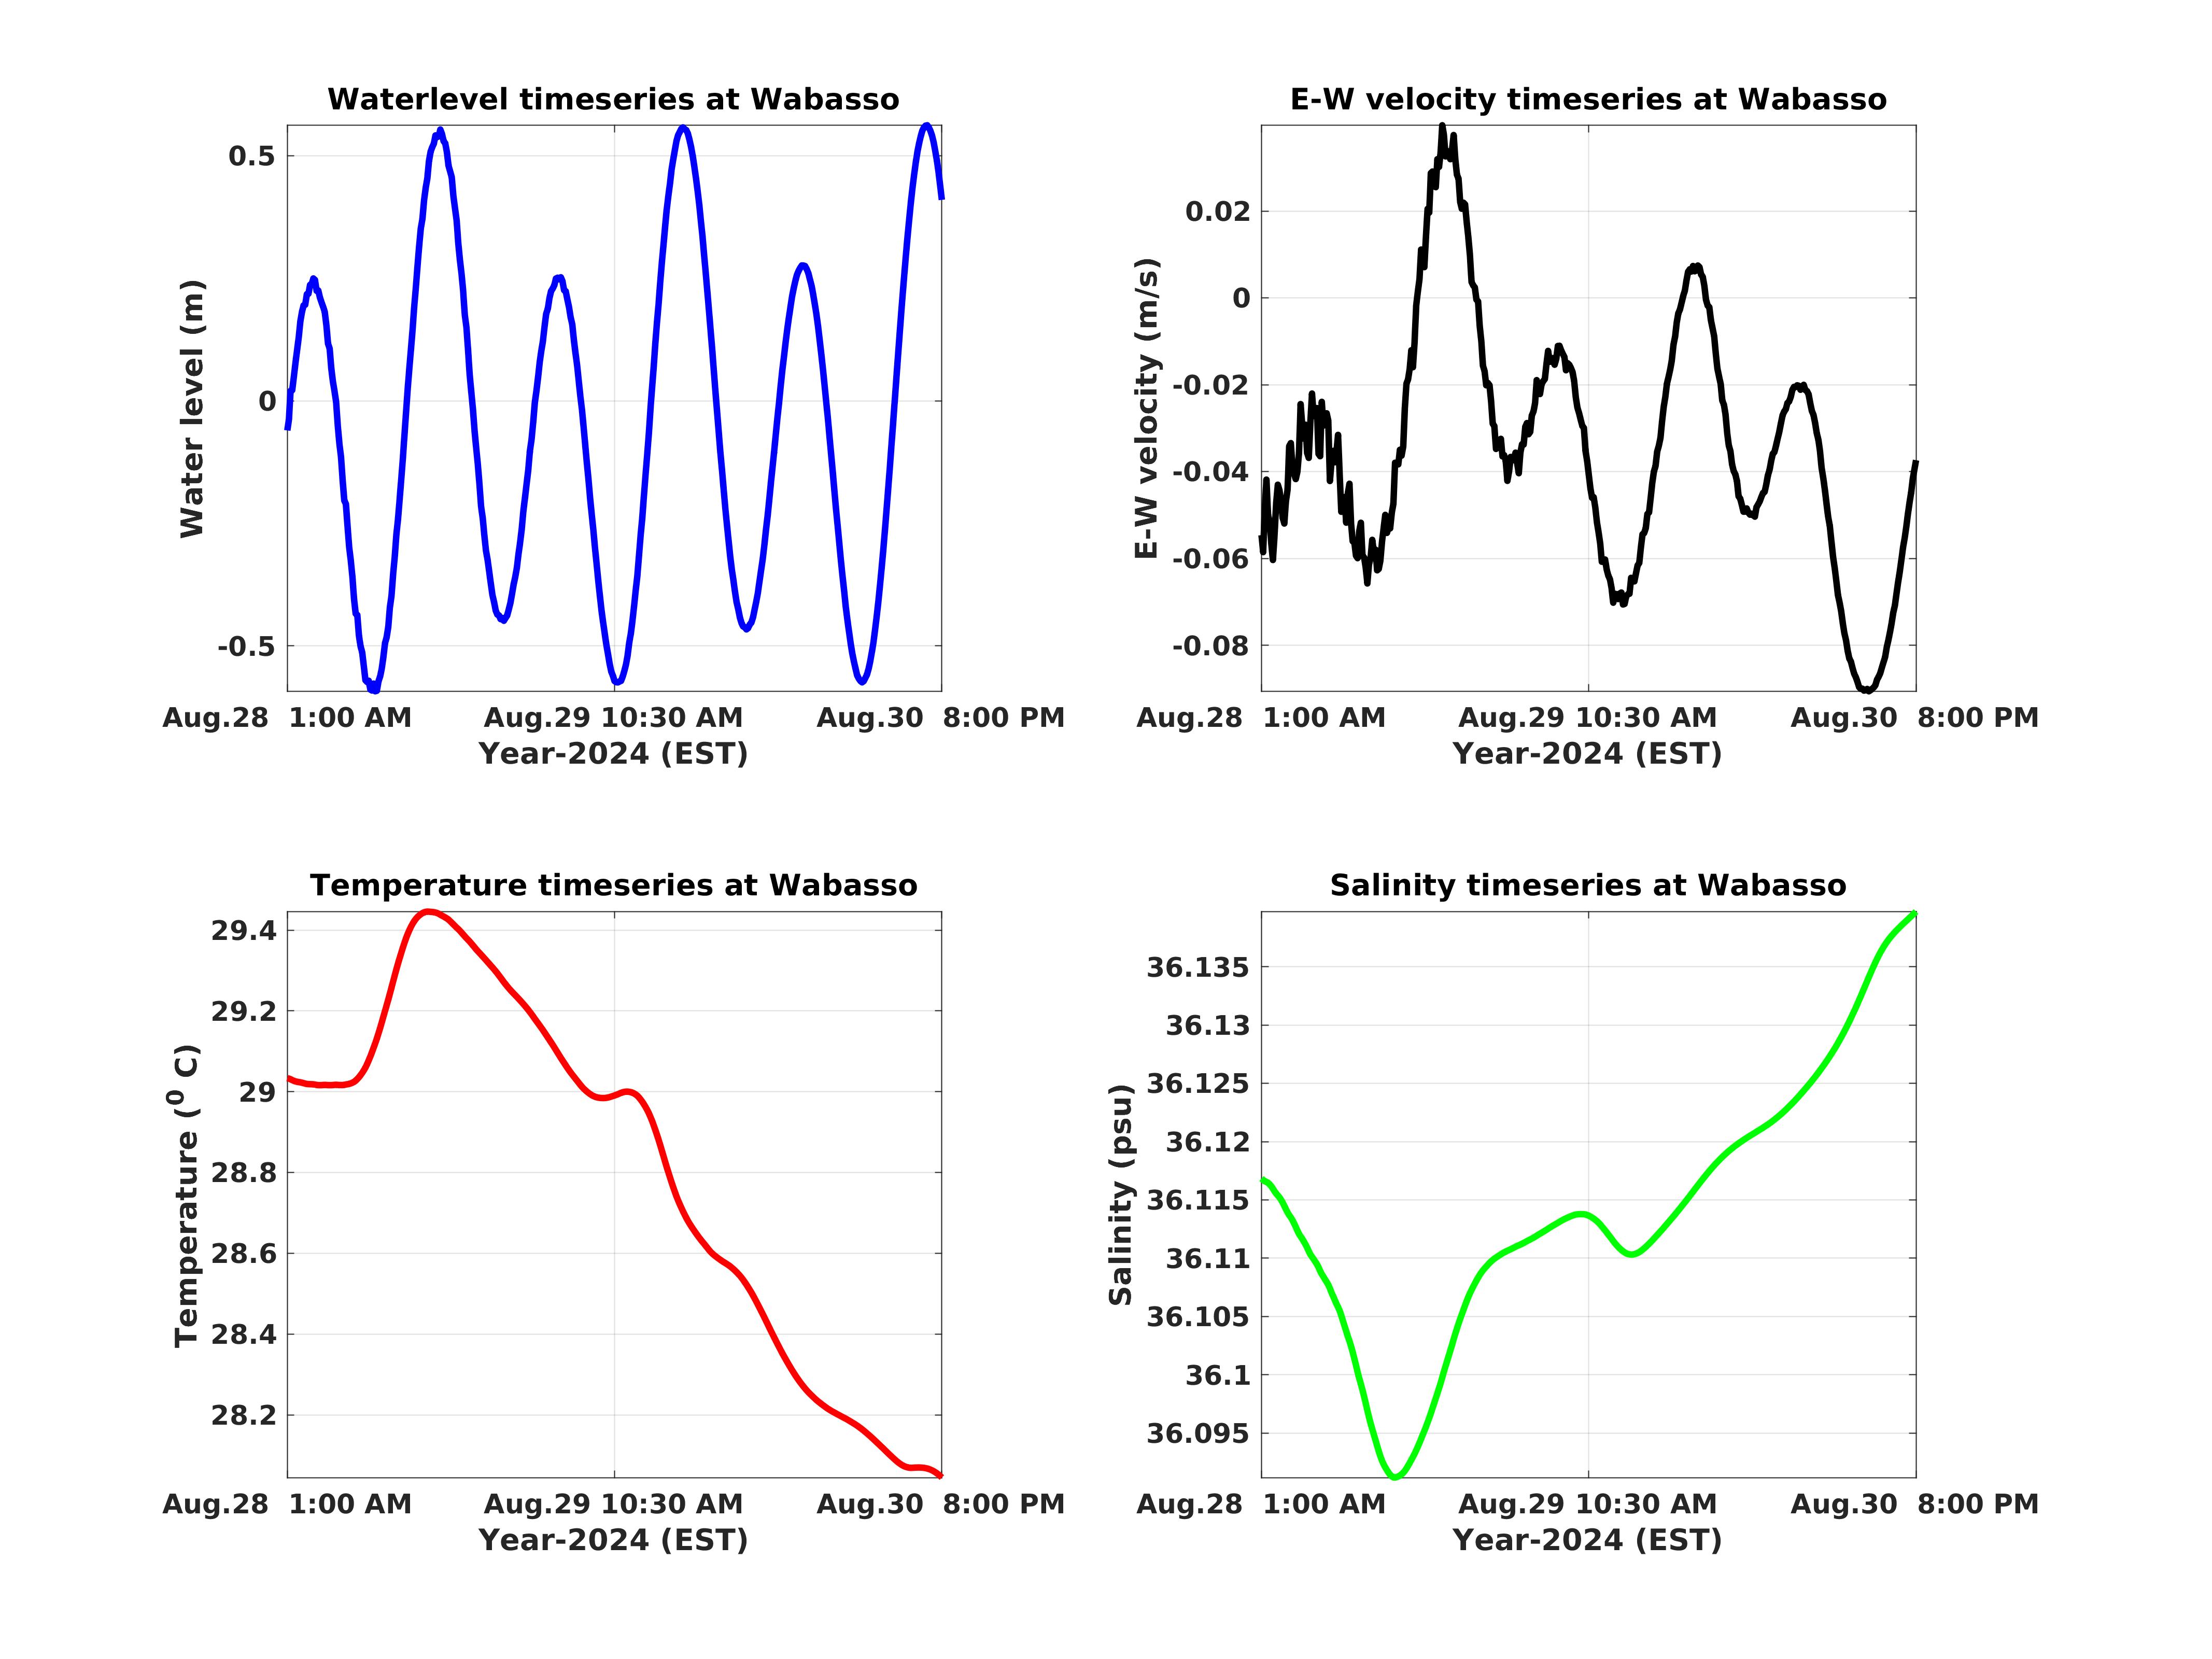 Waterlevel timeseries at Wabasso
0.5
0
-0.5
Water level (m)
Aug.28 1:00 AM
Aug.29 10:30 AM
Aug.30 8:00 PM
Year-2024 (EST)
E-W velocity timeseries at Wabasso
0.02
0
-0.02
-0.04
-0.06
-0.08
E-W velocity (m/s)
Aug.28 1:00 AM
Aug.29 10:30 AM
Aug.30 8:00 PM
Year-2024 (EST)
Temperature timeseries at Wabasso
29.4
29.2
29
28.8
28.6
28.4
28.2
Temperature (⁰ C)
Aug.28 1:00 AM
Aug.29 10:30 AM
Aug.30 8:00 PM
Year-2024 (EST)
Salinity timeseries at Wabasso
36.135
36.13
36.125
36.12
36.115
36.11
36.105
36.1
36.095
Salinity (psu)
Aug.28 1:00 AM
Aug.29 10:30 AM
Aug.30 8:00 PM
Year-2024 (EST)